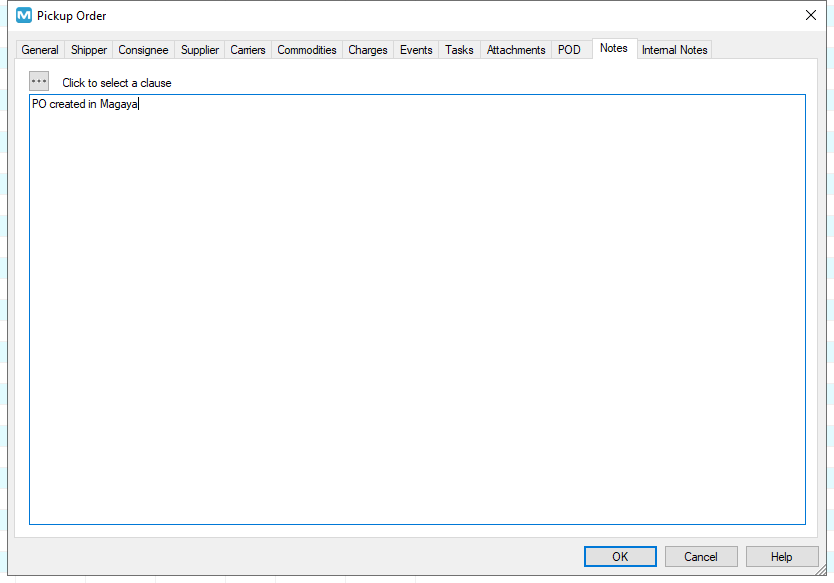 M Pickup Order
General Shipper Consignee Supplier Carriers Commodities Charges Events Tasks Attachments POD Notes Internal Notes
... Click to select a clause
PO created in Magaya
OK Cancel Help